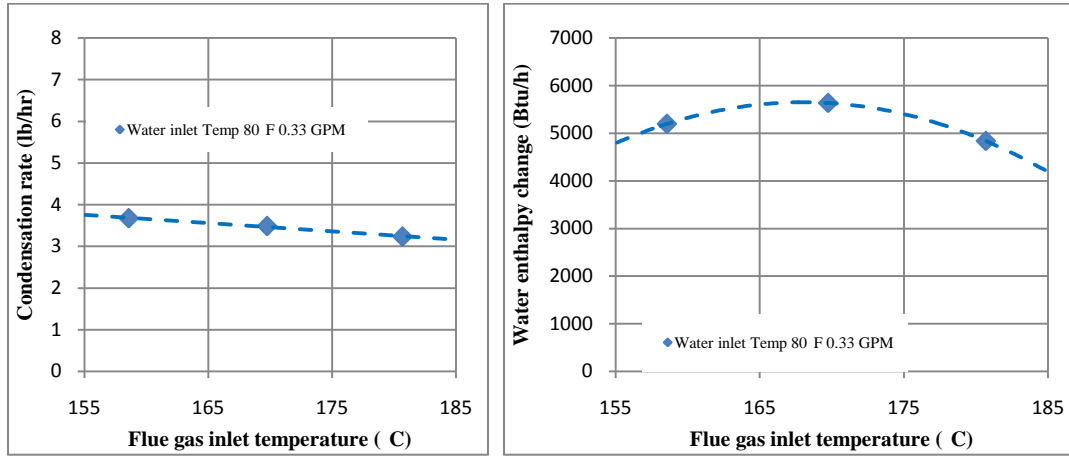 Condensation rate (lb/hr)
8
7
6
5
4
3
2
1
0
Water inlet Temp 80 F 0.33 GPM
155 165 175 185
Flue gas inlet temperature ( C)
Water enthalpy change (Btu/h)
7000
6000
5000
4000
3000
2000
1000
0
Water inlet Temp 80 F 0.33 GPM
155 165 175 185
Flue gas inlet temperature ( C)